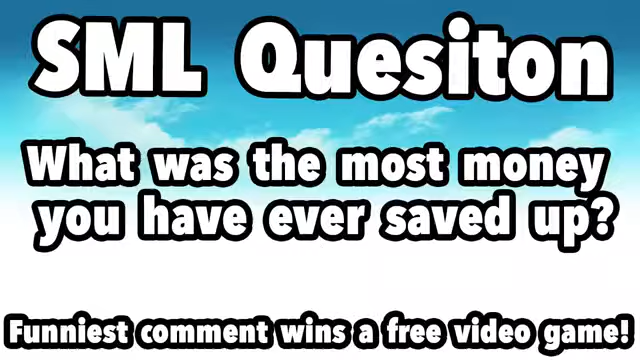 SML Quesiton
What was the most money
you have ever saved up?
Funniest comment wins a free video game!